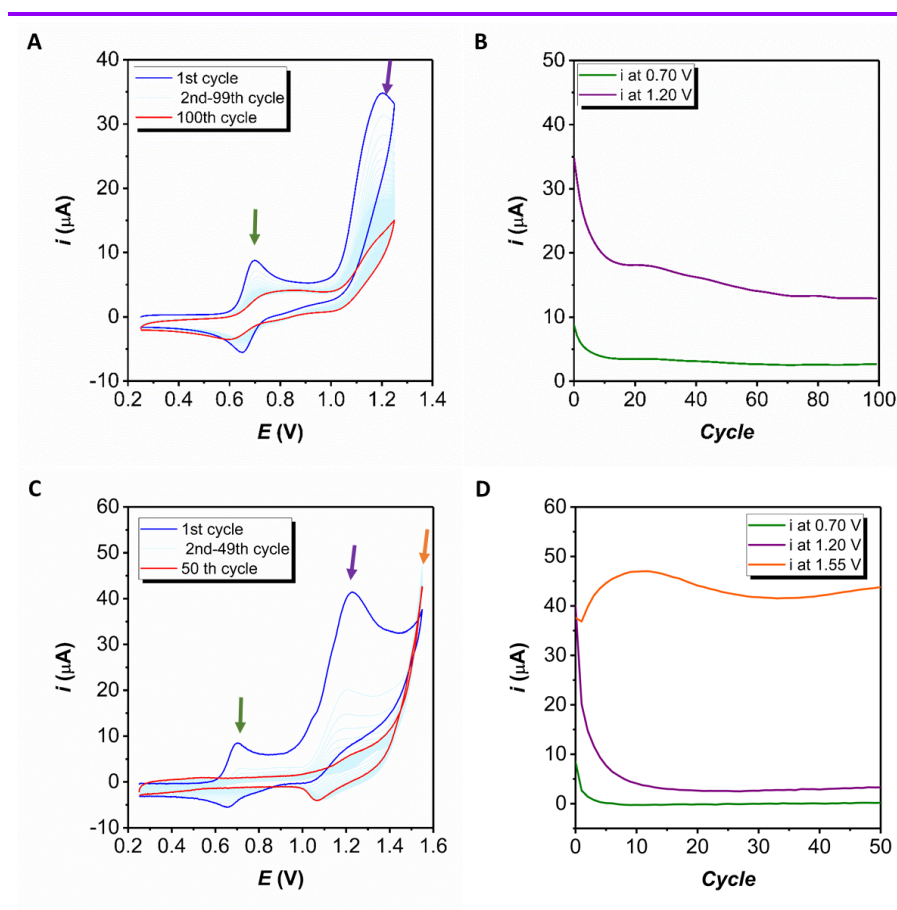 A
1st cycle
2nd-99th cycle
100th cycle
40
30
20
10
0
-10
0.2 0.4 0.6 0.8 1.0 1.2 1.4
i (μA)
E (V)
B
i at 0.70 V
i at 1.20 V
50
40
30
20
10
0
0 20 40 60 80 100
i (μA)
Cycle
C
1st cycle
2nd-49th cycle
50 th cycle
60
50
40
30
20
10
0
-10
0.2 0.4 0.6 0.8 1.0 1.2 1.4 1.6
i (μA)
E (V)
D
i at 0.70 V
i at 1.20 V
i at 1.55 V
60
50
40
30
20
10
0
0 10 20 30 40 50
i (μA)
Cycle